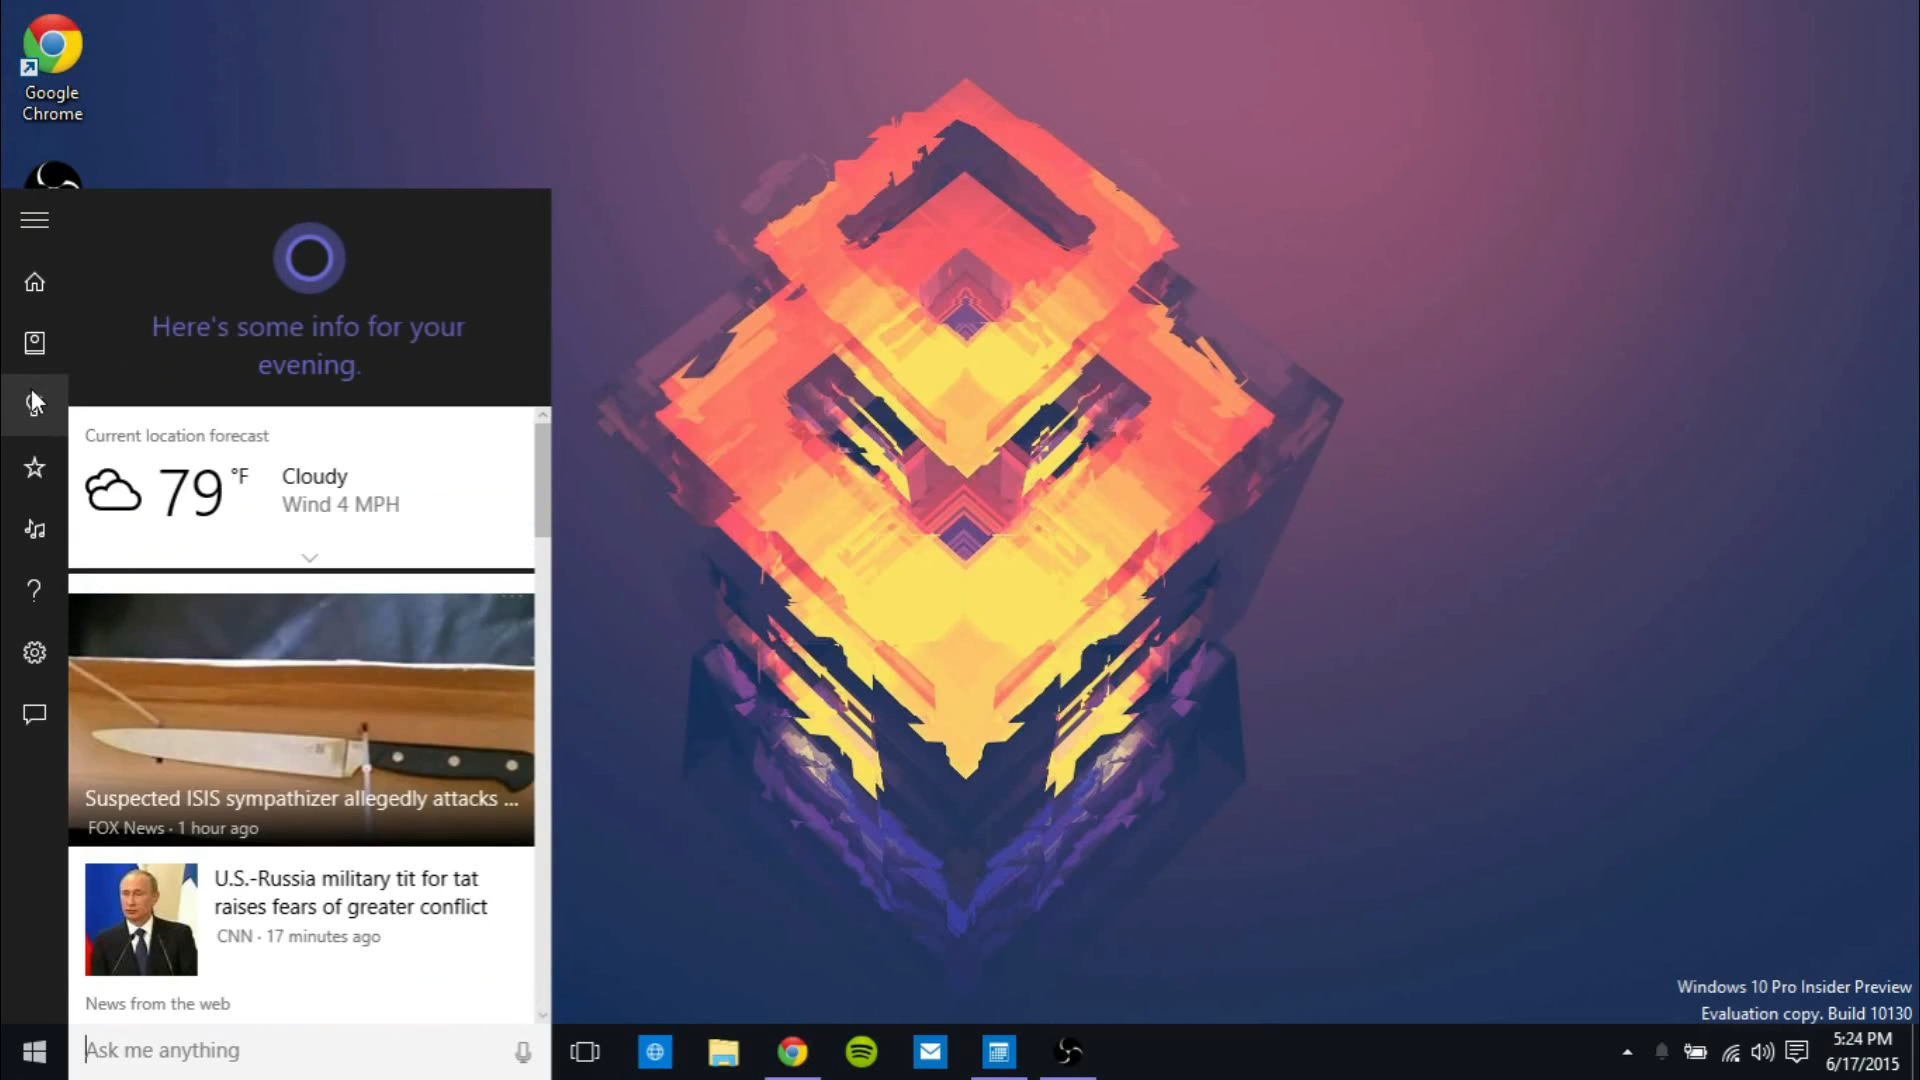 Google
Chrome
Here's some info for your
evening.
Current location forecast
79 °F
Cloudy
Wind 4 MPH
Suspected ISIS sympathizer allegedly attacks ...
FOX News · 1 hour ago
U.S.-Russia military tit for tat
raises fears of greater conflict
CNN · 17 minutes ago
News from the web
Ask me anything
Windows 10 Pro Insider Preview
Evaluation copy. Build 10130
5:24 PM
6/17/2015